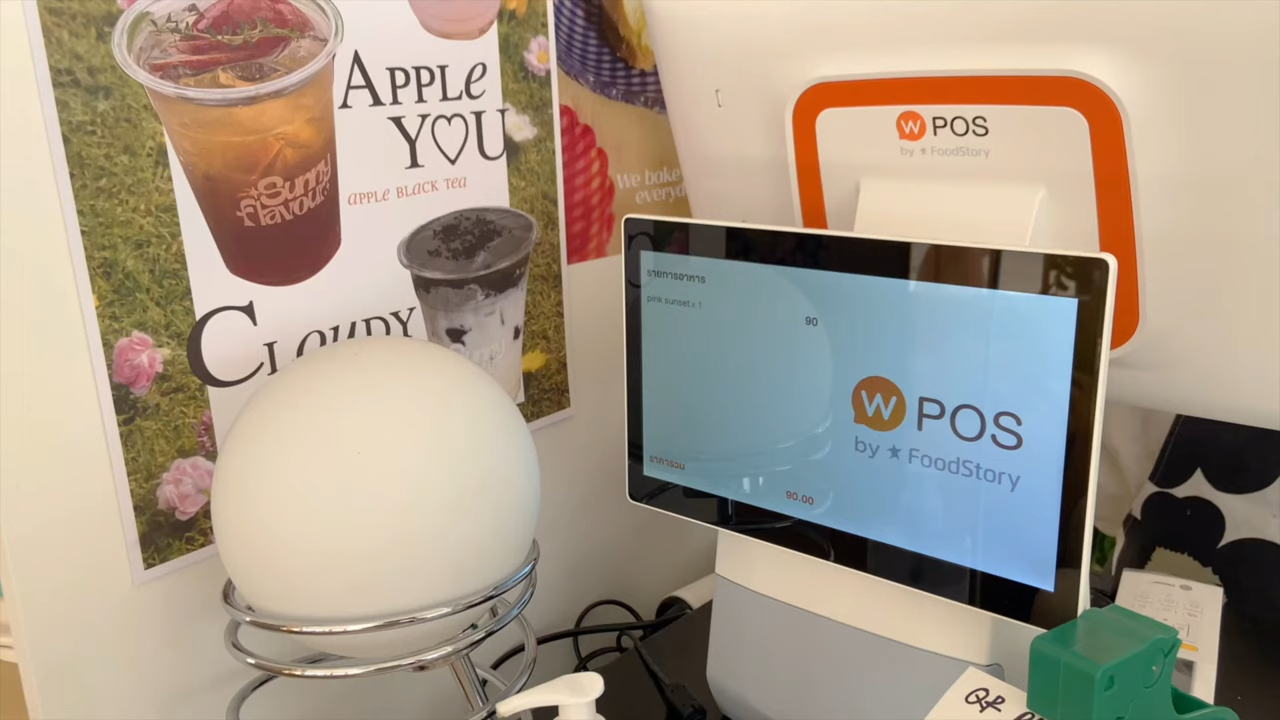 APPLE
YOU
APPLE BLACK TEA
Sunny
flavour
CLOUDY
We bake
everyd
W POS
by FoodStory
รายการอาหาร
pink sunset x 1
90
W POS
by FoodStory
ราคารวม
90.00
QR